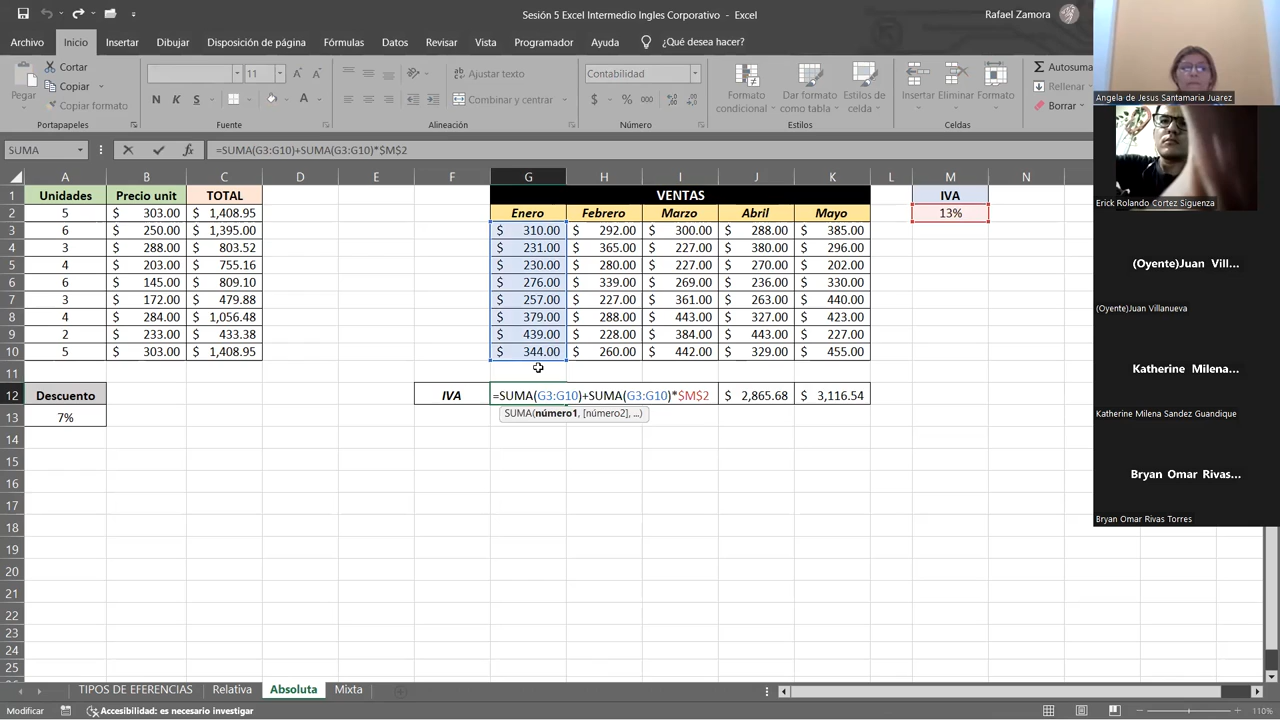 Sesión 5 Excel Intermedio Ingles Corporativo - Excel
Rafael Zamora
Archivo Inicio Insertar Dibujar Disposición de página Fórmulas Datos Revisar Vista Programador Ayuda ¿Qué desea hacer?
Pegar
Cortar
Copiar
Copiar formato
Portapapeles
11
N K S
Fuente
Ajustar texto
Combinar y centrar
Alineación
Contabilidad
$ % 000
Número
Formato condicional
Dar formato como tabla
Estilos de celda
Estilos
Insertar Eliminar Formato
Celdas
Autosuma
Rellenar
Borrar
SUMA
fx
=SUMA(G3:G10)+SUMA(G3:G10)*$M$2
A B C D E F G H I J K L M N
1 Unidades Precio unit TOTAL VENTAS IVA
2 5 $ 303.00 $ 1,408.95 Enero Febrero Marzo Abril Mayo 13%
3 6 $ 250.00 $ 1,395.00 $ 310.00 $ 292.00 $ 300.00 $ 288.00 $ 385.00
4 3 $ 288.00 $ 803.52 $ 231.00 $ 365.00 $ 227.00 $ 380.00 $ 296.00
5 4 $ 203.00 $ 755.16 $ 230.00 $ 280.00 $ 227.00 $ 270.00 $ 202.00
6 6 $ 145.00 $ 809.10 $ 276.00 $ 339.00 $ 269.00 $ 236.00 $ 330.00
7 3 $ 172.00 $ 479.88 $ 257.00 $ 227.00 $ 361.00 $ 263.00 $ 440.00
8 4 $ 284.00 $ 1,056.48 $ 379.00 $ 288.00 $ 443.00 $ 327.00 $ 423.00
9 2 $ 233.00 $ 433.38 $ 439.00 $ 228.00 $ 384.00 $ 443.00 $ 227.00
10 5 $ 303.00 $ 1,408.95 $ 344.00 $ 260.00 $ 442.00 $ 329.00 $ 455.00
11
12 Descuento IVA =SUMA(G3:G10)+SUMA(G3:G10)*$M$2 $ 2,865.68 $ 3,116.54
13 7% SUMA(número1, [número2], ...)
14
15
16
17
18
19
20
21
22
23
24
25
TIPOS DE EFERENCIAS Relativa Absoluta Mixta
Modificar Accesibilidad: es necesario investigar 110%
Angela de Jesus Santamaria Juarez
Erick Rolando Cortez Siguenza
(Oyente)Juan Vill...
(Oyente)Juan Villanueva
Katherine Milena...
Katherine Milena Sandez Guandique
Bryan Omar Rivas...
Bryan Omar Rivas Torres